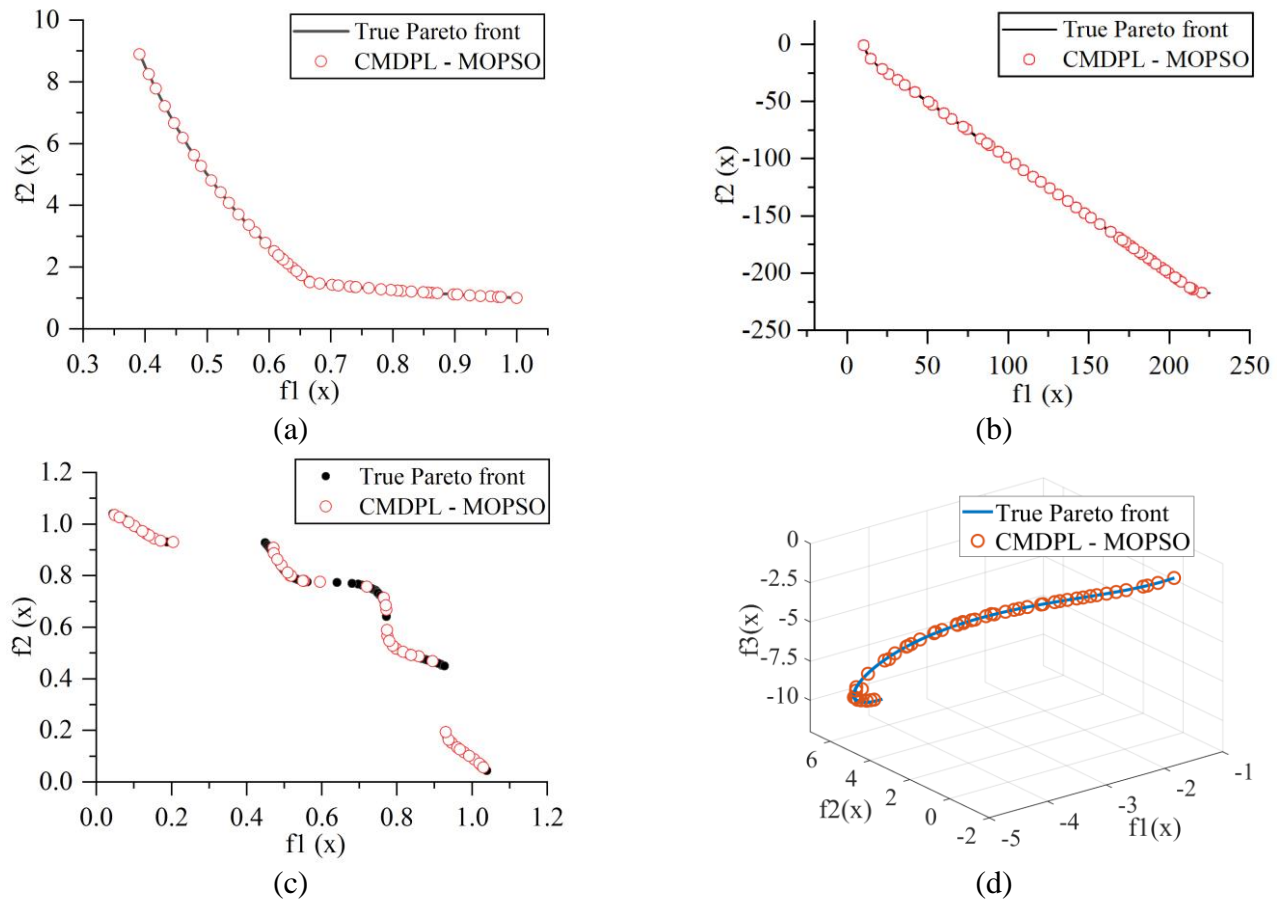 True Pareto front
CMDPL - MOPSO
10
8
6
4
2
0
f2 (x)
0.3 0.4 0.5 0.6 0.7 0.8 0.9 1.0
f1 (x)
(a)
True Pareto front
CMDPL - MOPSO
0
-50
-100
-150
-200
-250
f2 (x)
0 50 100 150 200 250
f1 (x)
(b)
True Pareto front
CMDPL - MOPSO
1.2
1.0
0.8
0.6
0.4
0.2
0.0
f2 (x)
0.0 0.2 0.4 0.6 0.8 1.0 1.2
f1 (x)
(c)
True Pareto front
CMDPL - MOPSO
0
-2.5
-5
-7.5
-10
f3(x)
6 4 2 0 -2
f2(x)
-5 -4 -3 -2 -1
f1(x)
(d)